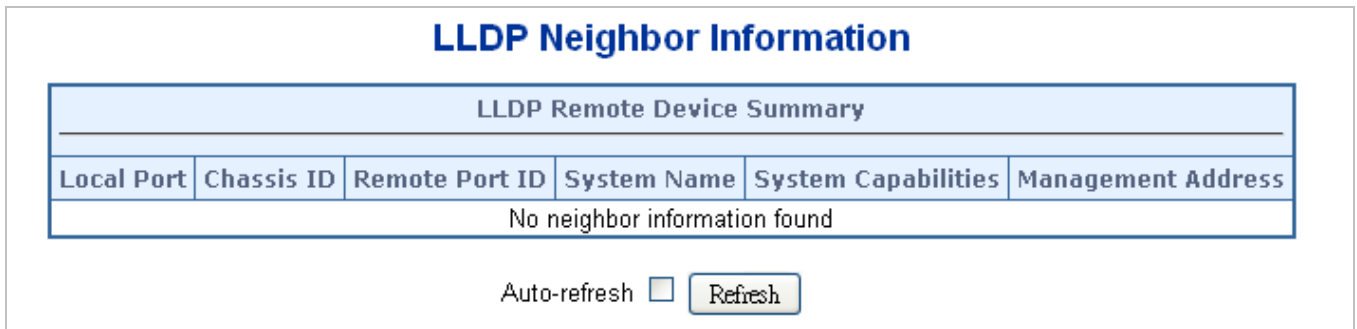 LLDP Neighbor Information
LLDP Remote Device Summary
Local Port Chassis ID Remote Port ID System Name System Capabilities Management Address
No neighbor information found
Auto-refresh Refresh